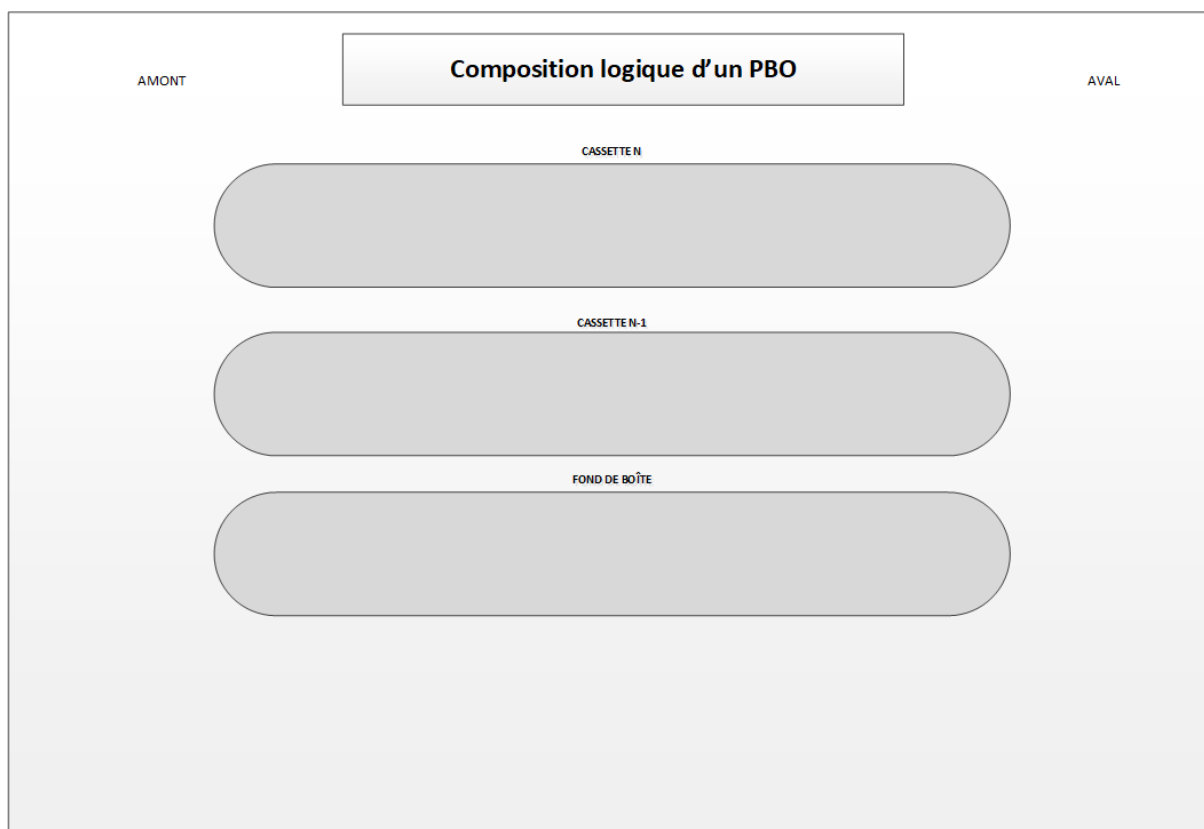 Composition logique d’un PBO
AMONT
AVAL
CASSETTE N
CASSETTE N-1
FOND DE BOÎTE